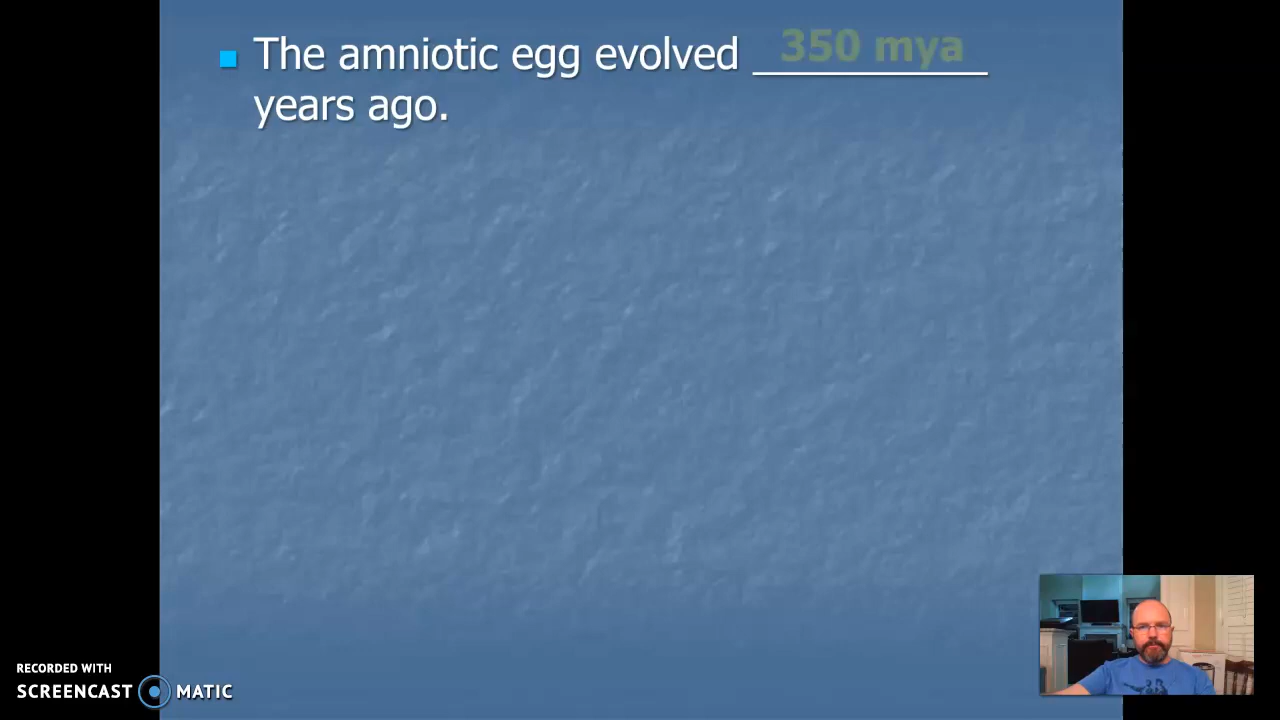 The amniotic egg evolved 350 mya
years ago.
RECORDED WITH
SCREENCAST MATIC